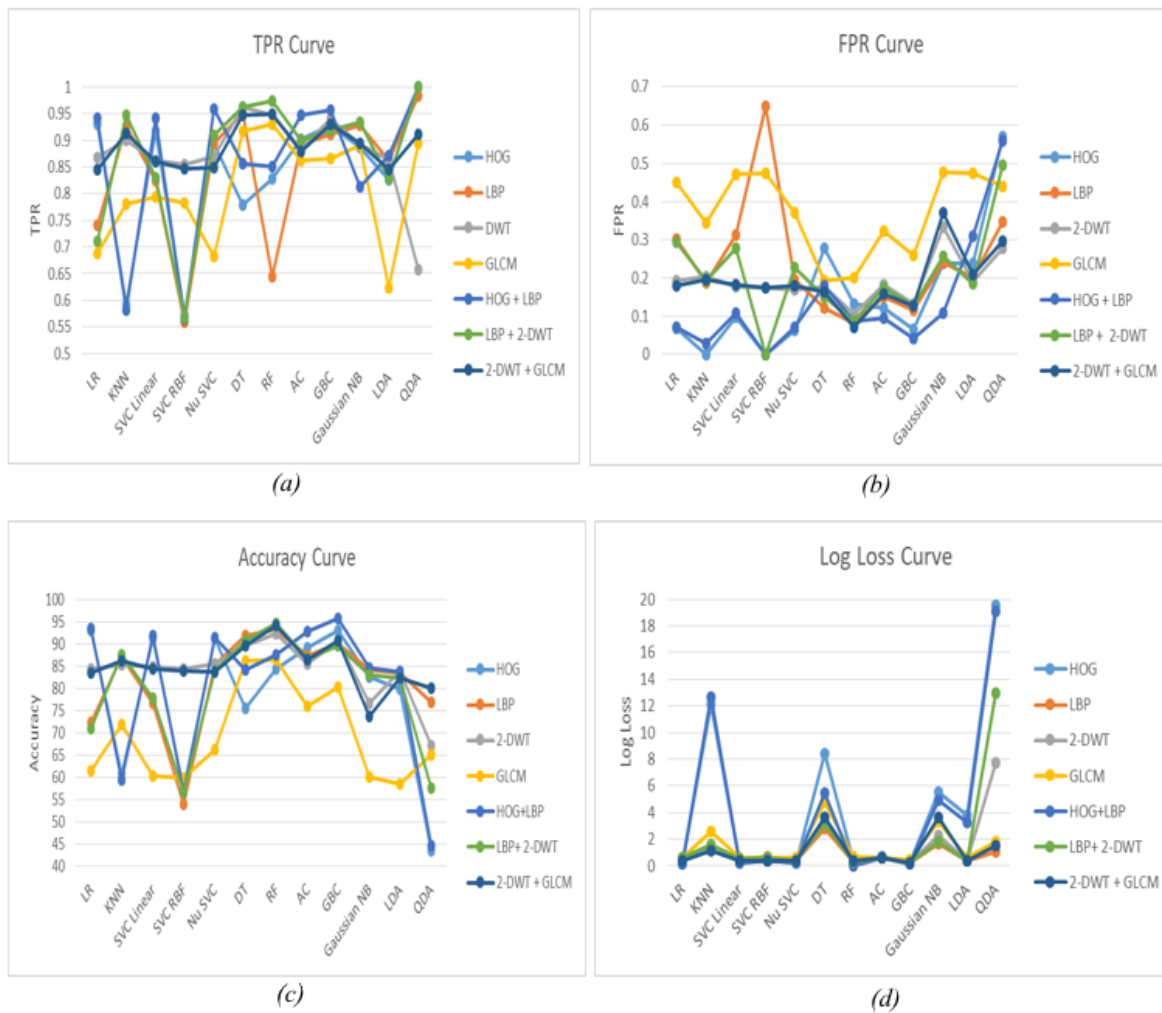 TPR Curve
1
0.95
0.9
0.85
0.8
0.75
0.7
0.65
0.6
0.55
0.5
TPR
LR
KNN
SVC Linear
SVC RBF
Nu SVC
DT
RF
AC
GBC
Gaussian NB
LDA
QDA
HOG
LBP
DWT
GLCM
HOG + LBP
LBP + 2-DWT
2-DWT + GLCM
(a)
FPR Curve
0.7
0.6
0.5
0.4
0.3
0.2
0.1
0
FPR
LR
KNN
SVC Linear
SVC RBF
Nu SVC
DT
RF
AC
GBC
Gaussian NB
LDA
QDA
HOG
LBP
2-DWT
GLCM
HOG + LBP
LBP + 2-DWT
2-DWT + GLCM
(b)
Accuracy Curve
100
95
90
85
80
75
70
65
60
55
50
45
40
Accuracy
LR
KNN
SVC Linear
SVC RBF
Nu SVC
DT
RF
AC
GBC
Gaussian NB
LDA
QDA
HOG
LBP
2-DWT
GLCM
HOG+LBP
LBP+ 2-DWT
2-DWT + GLCM
(c)
Log Loss Curve
20
18
16
14
12
10
8
6
4
2
0
Log Loss
LR
KNN
SVC Linear
SVC RBF
Nu SVC
DT
RF
AC
GBC
Gaussian NB
LDA
QDA
HOG
LBP
2-DWT
GLCM
HOG+LBP
LBP+ 2-DWT
2-DWT + GLCM
(d)